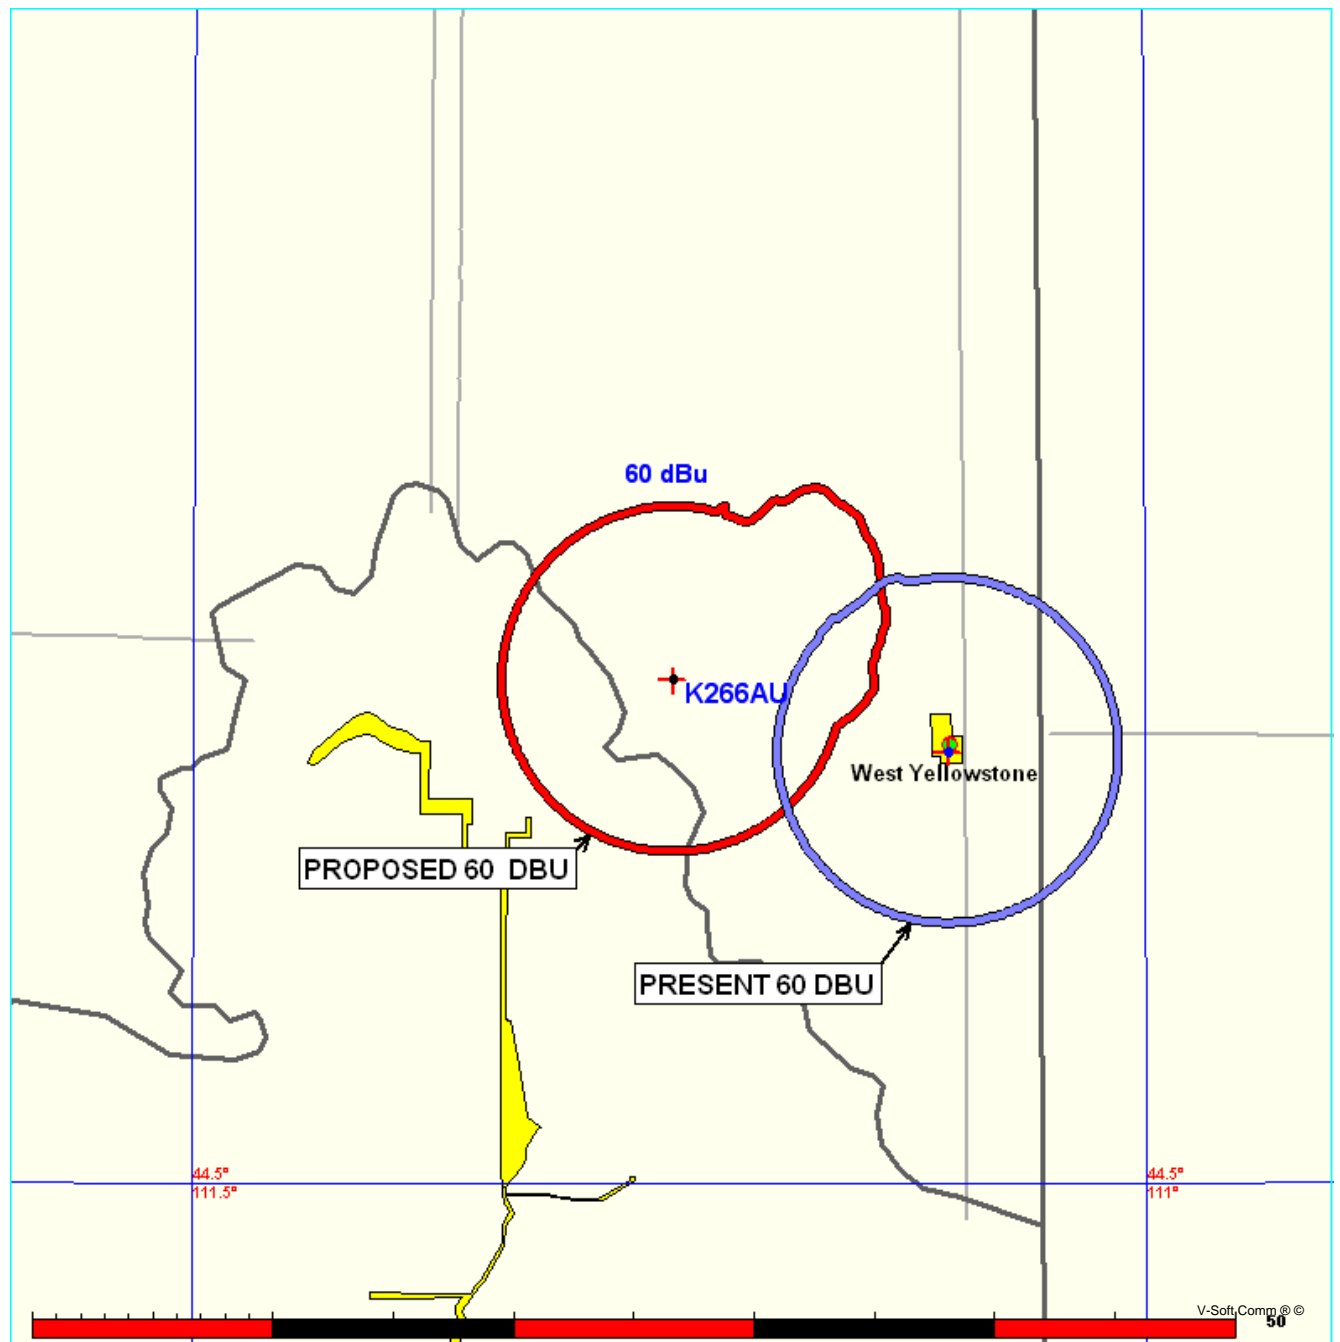 60 dBu
K266AU
West Yellowstone
PROPOSED 60 DBU
PRESENT 60 DBU
44.5°
111.5°
44.5°
111°
V-Soft Comm ® ©
50